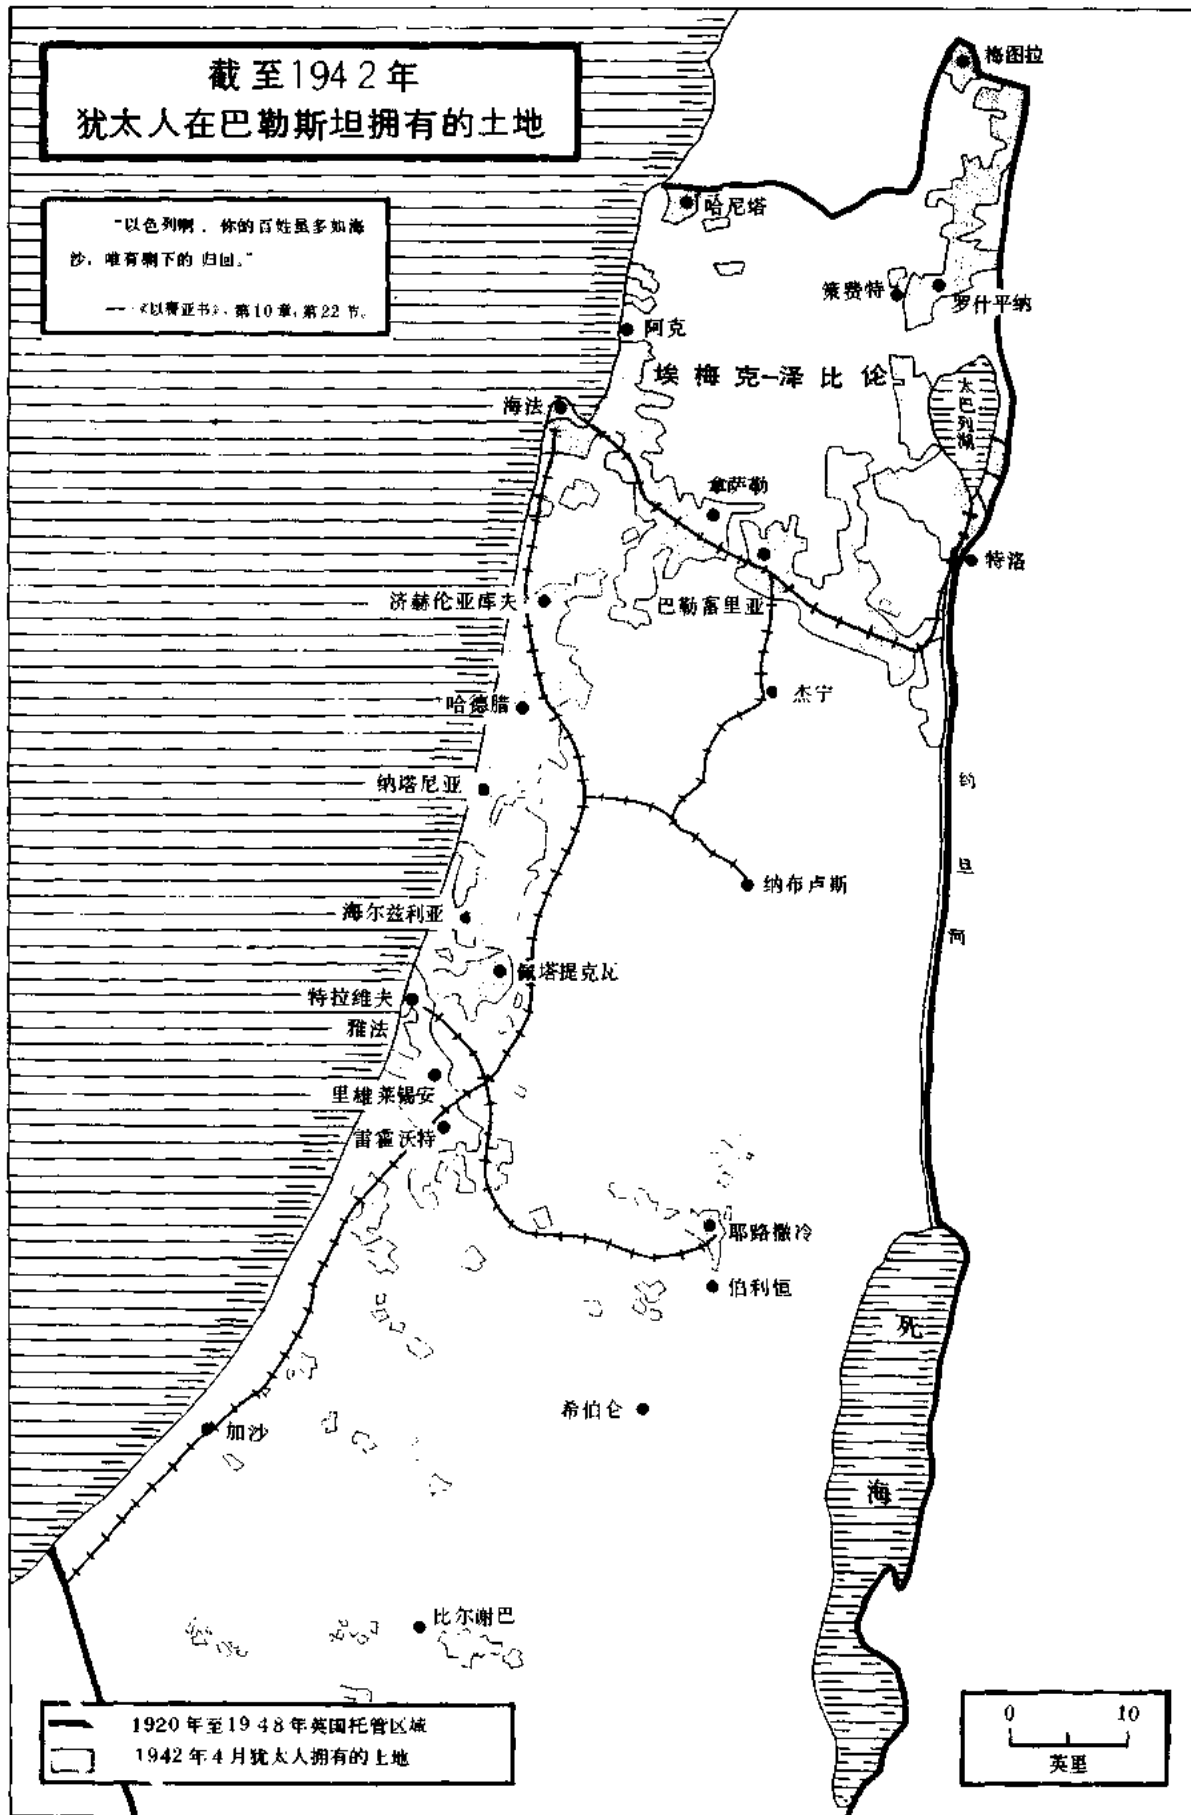 截至1942年
犹太人在巴勒斯坦拥有的土地
“以色列啊，你的百姓虽多如海
沙，唯有剩下的归回。”
——《以赛亚书》，第10章，第22节。
梅图拉
哈尼塔
策费特
罗什平纳
阿克
埃梅克-泽比伦
太巴列湖
海法
拿萨勒
特洛
济赫伦亚库夫
巴勒富里亚
哈德腊
杰宁
纳塔尼亚
约旦河
纳布卢斯
海尔兹利亚
佩塔提克瓦
特拉维夫
雅法
里雄莱锡安
雷霍沃特
耶路撒冷
伯利恒
死海
希伯仑
加沙
比尔谢巴
1920年至1948年英国托管区域
1942年4月犹太人拥有的土地
0 10
英里